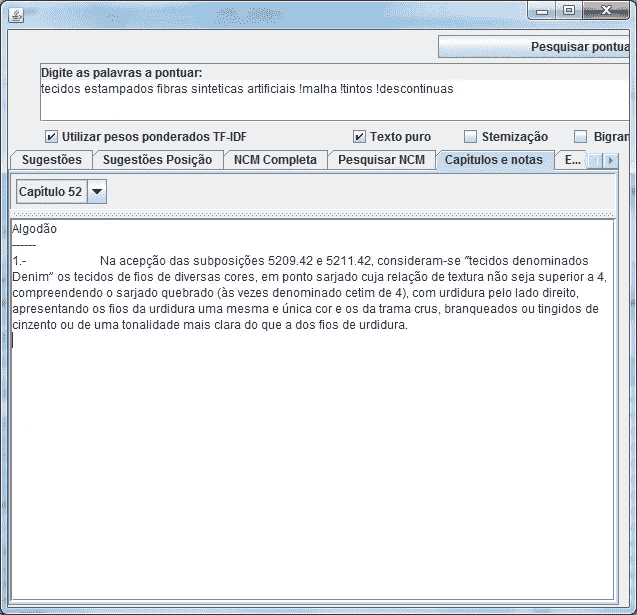 Pesquisar pontua
Digite as palavras a pontuar:
tecidos estampados fibras sinteticas artificiais !malha !tintos !descontinuas
Utilizar pesos ponderados TF-IDF Texto puro Stemização Bigran
Sugestões Sugestões Posição NCM Completa Pesquisar NCM Capítulos e notas E...
Capítulo 52
Algodão
------
1.- Na acepção das subposições 5209.42 e 5211.42, consideram-se "tecidos denominados
Denim" os tecidos de fios de diversas cores, em ponto sarjado cuja relação de textura não seja superior a 4,
compreendendo o sarjado quebrado (às vezes denominado cetim de 4), com urdidura pelo lado direito,
apresentando os fios da urdidura uma mesma e única cor e os da trama crus, branqueados ou tingidos de
cinzento ou de uma tonalidade mais clara do que a dos fios de urdidura.